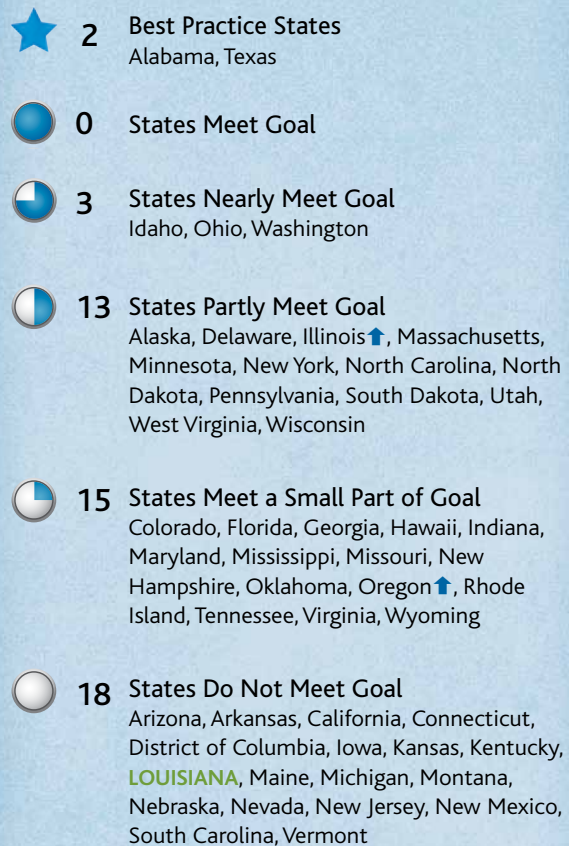 2 Best Practice States
Alabama, Texas
0 States Meet Goal
3 States Nearly Meet Goal
Idaho, Ohio, Washington
13 States Partly Meet Goal
Alaska, Delaware, Illinois⬆, Massachusetts,
Minnesota, New York, North Carolina, North
Dakota, Pennsylvania, South Dakota, Utah,
West Virginia, Wisconsin
15 States Meet a Small Part of Goal
Colorado, Florida, Georgia, Hawaii, Indiana,
Maryland, Mississippi, Missouri, New
Hampshire, Oklahoma, Oregon⬆, Rhode
Island, Tennessee, Virginia, Wyoming
18 States Do Not Meet Goal
Arizona, Arkansas, California, Connecticut,
District of Columbia, Iowa, Kansas, Kentucky,
LOUISIANA, Maine, Michigan, Montana,
Nebraska, Nevada, New Jersey, New Mexico,
South Carolina, Vermont